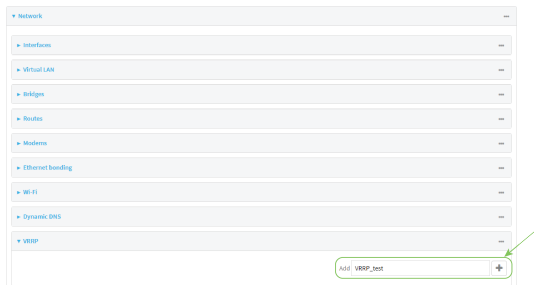 Network
Interfaces
Virtual LAN
Bridges
Routes
Modems
Ethernet bonding
Wi-Fi
Dynamic DNS
VRRP
Add VRRP_test